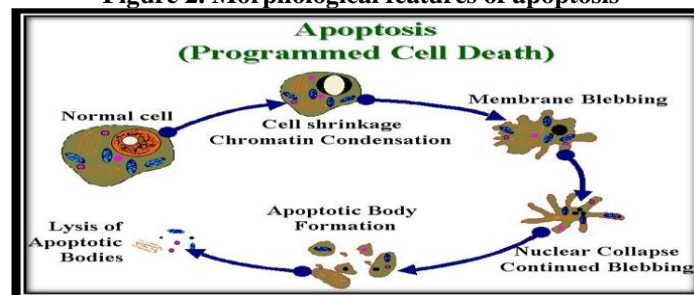 Figure 2. Morphological features of apoptosis
Apoptosis
(Programmed Cell Death)
Normal cell
Cell shrinkage
Chromatin Condensation
Membrane Blebbing
Nuclear Collapse
Continued Blebbing
Apoptotic Body
Formation
Lysis of
Apoptotic
Bodies